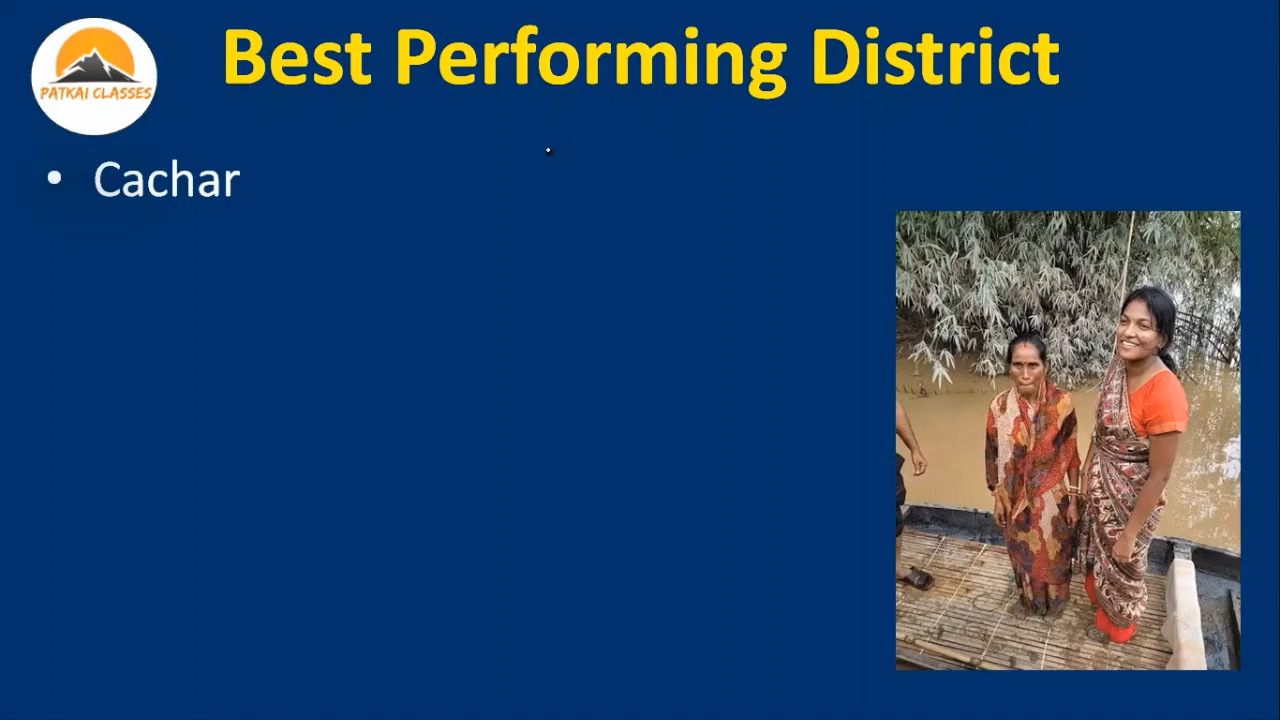 PATKAI CLASSES
Best Performing District
• Cachar